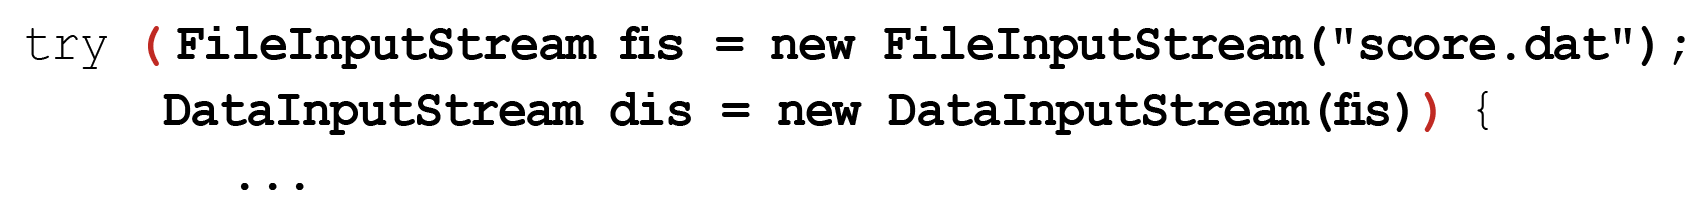 try (FileInputStream fis = new FileInputStream("score.dat");
DataInputStream dis = new DataInputStream(fis)) {
...